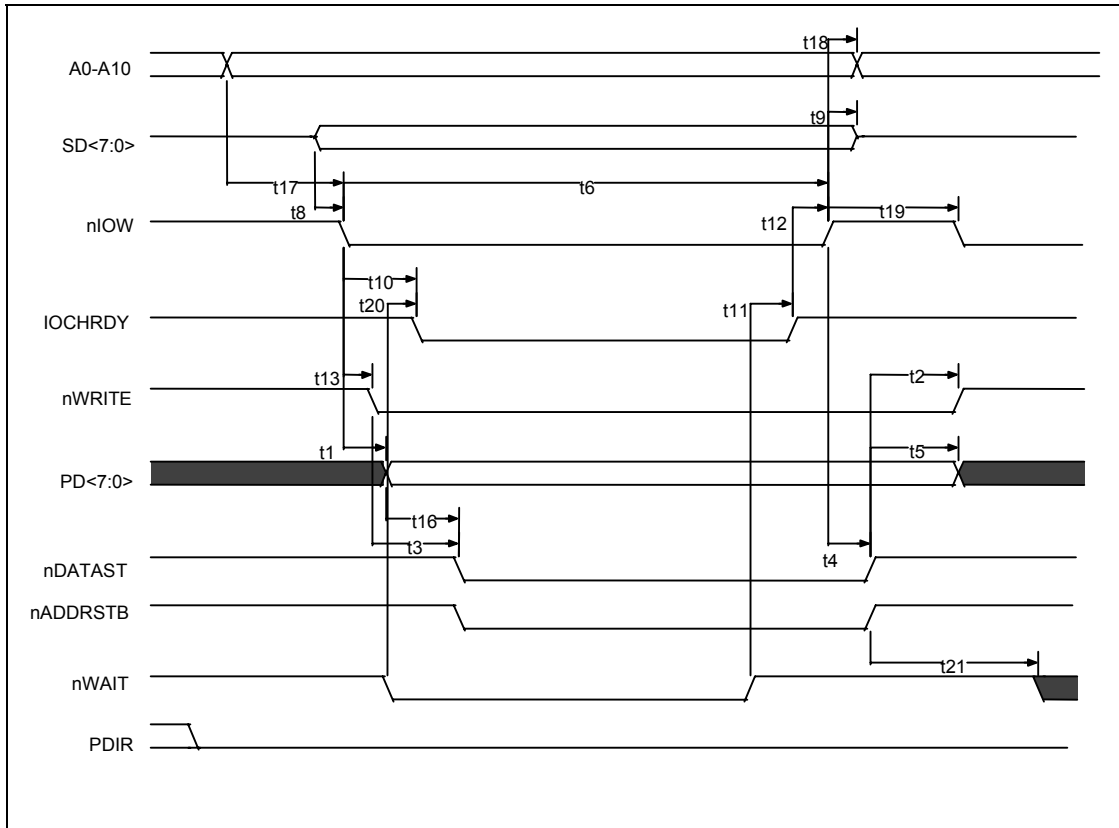 t18
A0-A10
t9
SD<7:0>
t17
t6
t8
t12
t19
nIOW
t10
t20
t11
IOCHRDY
t13
t2
nWRITE
t1
t5
PD<7:0>
t16
t3
t4
nDATAST
nADDRSTB
t21
nWAIT
PDIR